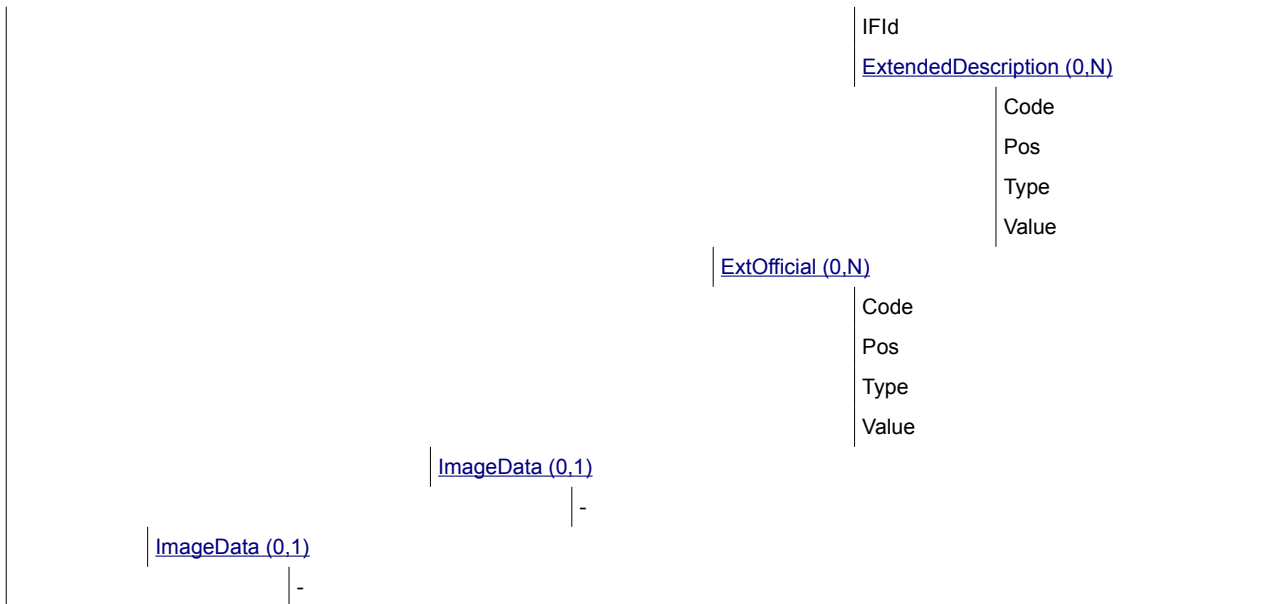 IFId
ExtendedDescription (0,N)
Code
Pos
Type
Value
ExtOfficial (0,N)
Code
Pos
Type
Value
ImageData (0,1)
-
ImageData (0,1)
-